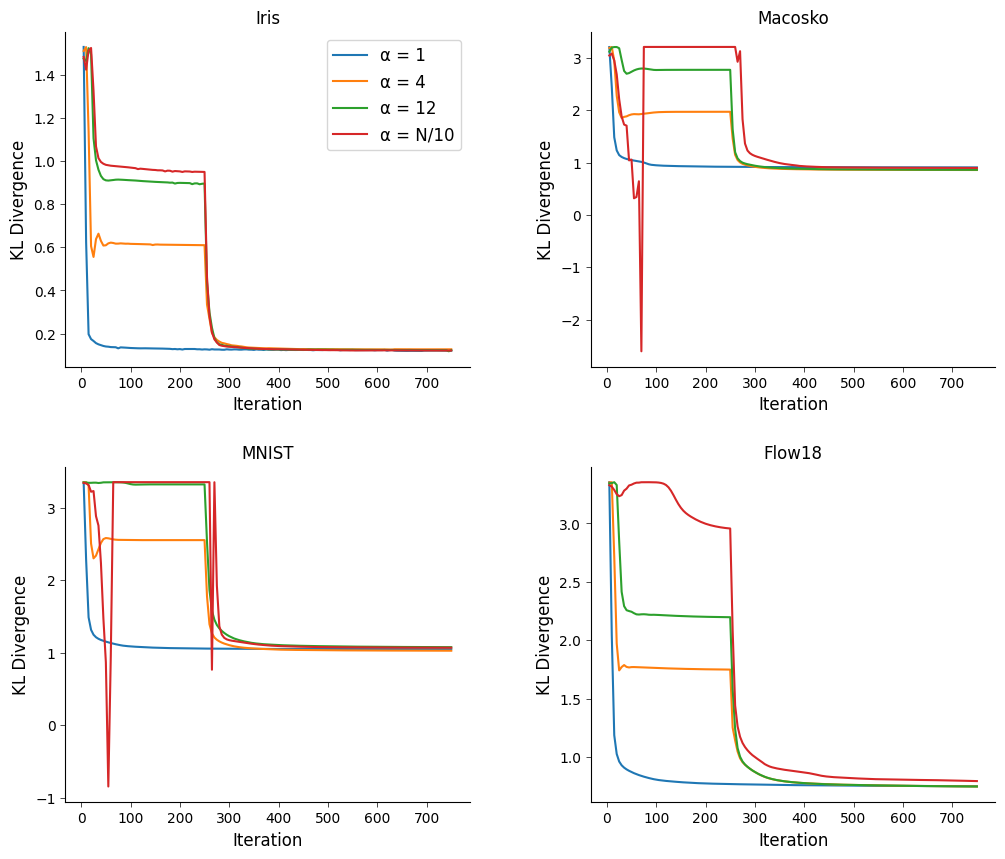 Iris
1.4
1.2
1.0
0.8
0.6
0.4
0.2
KL Divergence
0 100 200 300 400 500 600 700
Iteration
α = 1
α = 4
α = 12
α = N/10
Macosko
3
2
1
0
−1
−2
KL Divergence
0 100 200 300 400 500 600 700
Iteration
MNIST
3
2
1
0
−1
KL Divergence
0 100 200 300 400 500 600 700
Iteration
Flow18
3.0
2.5
2.0
1.5
1.0
KL Divergence
0 100 200 300 400 500 600 700
Iteration